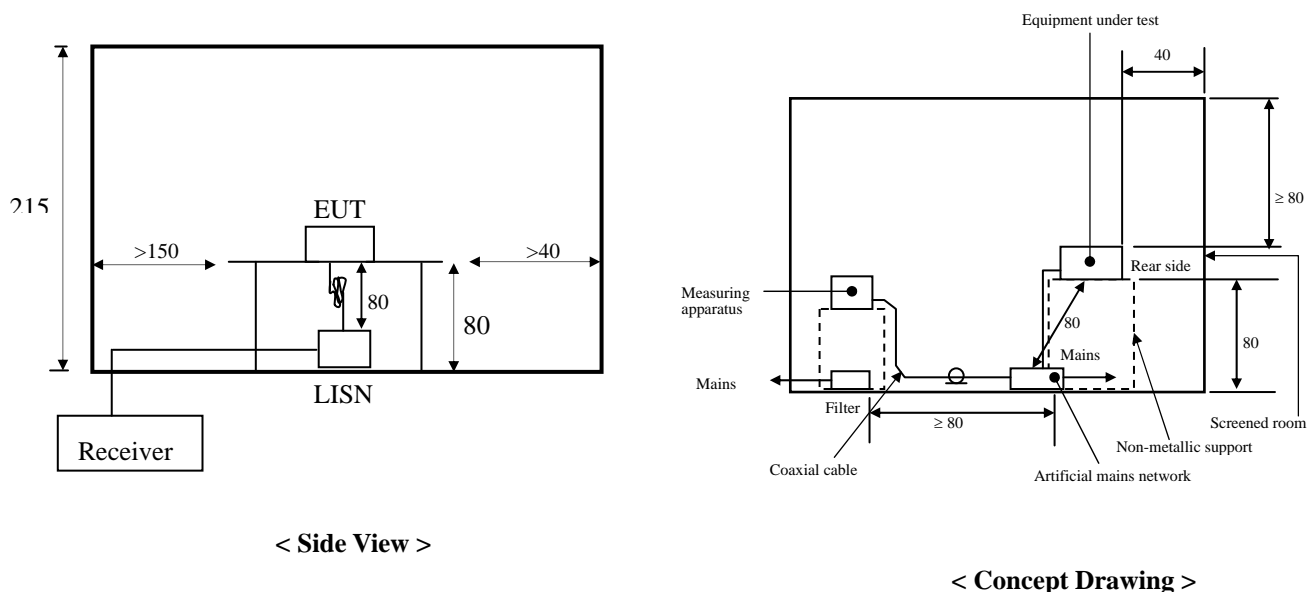 215
EUT
>150
>40
80
80
LISN
Receiver
< Side View >
Equipment under test
40
≥ 80
Rear side
Measuring
apparatus
80
80
Mains
Mains
Filter
≥ 80
Screened room
Non-metallic support
Coaxial cable
Artificial mains network
< Concept Drawing >